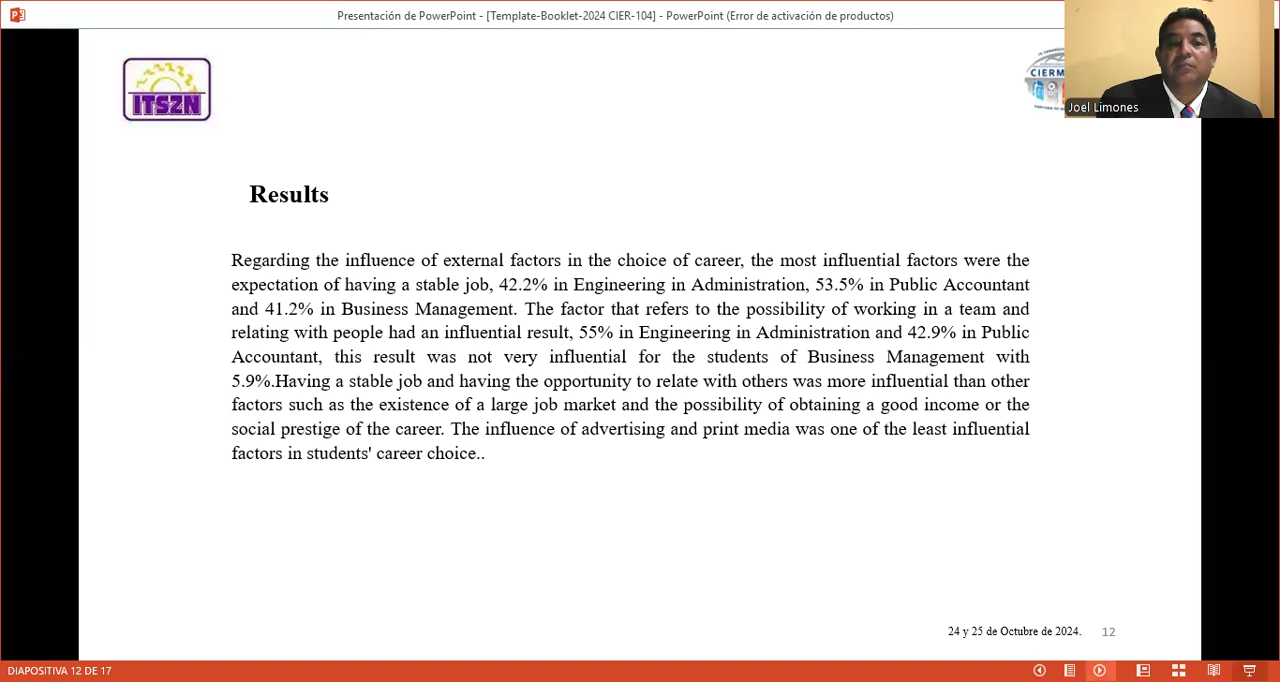 Presentación de PowerPoint - [Template-Booklet-2024 CIER-104] - PowerPoint (Error de activación de productos)
ITSZN
CIERM
Joel Limones
Results
Regarding the influence of external factors in the choice of career, the most influential factors were the
expectation of having a stable job, 42.2% in Engineering in Administration, 53.5% in Public Accountant
and 41.2% in Business Management. The factor that refers to the possibility of working in a team and
relating with people had an influential result, 55% in Engineering in Administration and 42.9% in Public
Accountant, this result was not very influential for the students of Business Management with
5.9%.Having a stable job and having the opportunity to relate with others was more influential than other
factors such as the existence of a large job market and the possibility of obtaining a good income or the
social prestige of the career. The influence of advertising and print media was one of the least influential
factors in students' career choice..
24 y 25 de Octubre de 2024.
12
DIAPOSITIVA 12 DE 17